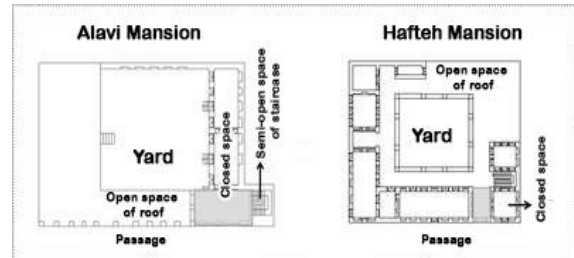 Alavi Mansion
Yard
Closed space
Semi-open space
of staircase
Open space
of roof
Passage
Hafteh Mansion
Open space
of roof
Yard
Closed space
Passage